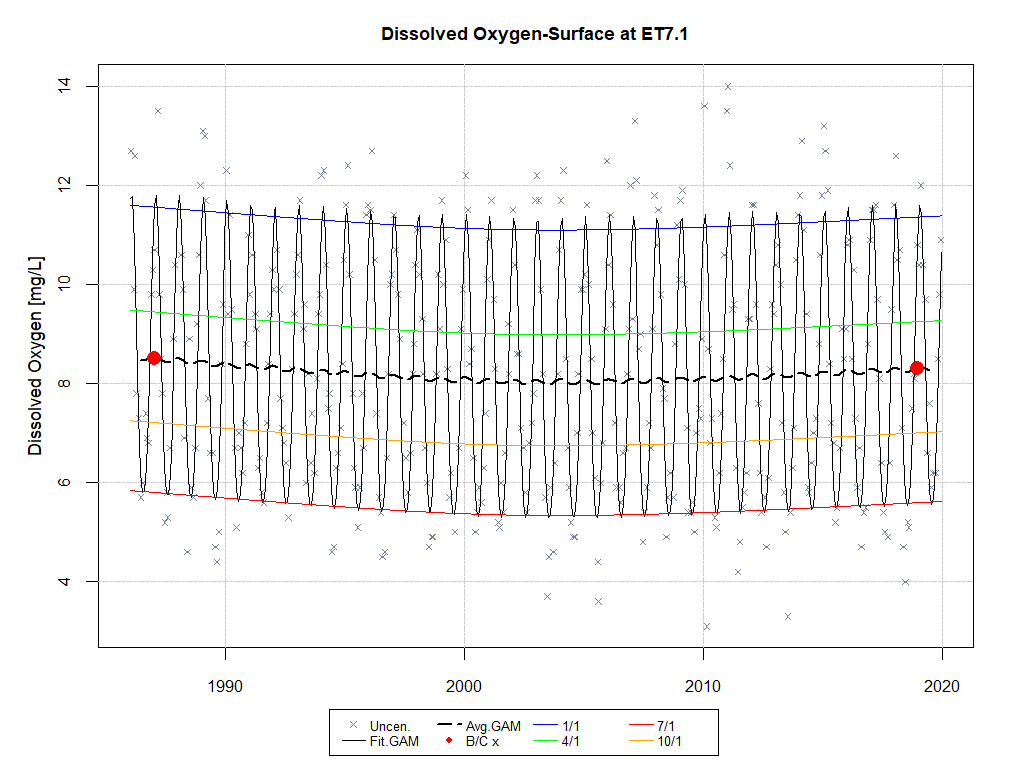 Dissolved Oxygen-Surface at ET7.1
Dissolved Oxygen [mg/L]
14
12
10
8
6
4
1990 2000 2010 2020
Uncen. Avg.GAM 1/1 7/1
Fit.GAM B/C x 4/1 10/1